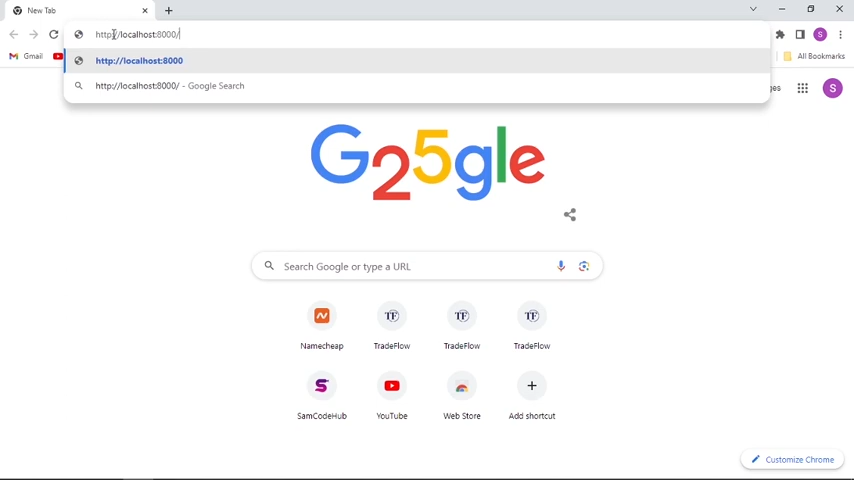 New Tab
http://localhost:8000/
Gmail
All Bookmarks
http://localhost:8000
http://localhost:8000/ - Google Search
ges
G25gle
Search Google or type a URL
Namecheap
TradeFlow
TradeFlow
TradeFlow
SamCodeHub
YouTube
Web Store
Add shortcut
Customize Chrome